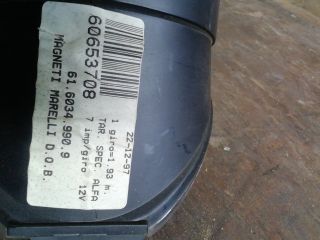 22-12-97
1 giro=1.93 m.
TAR. SPEC. ALFA
7 imp/giro 12V
60653708
61.6034.990.9
MAGNETI MARELLI D.Q.B.